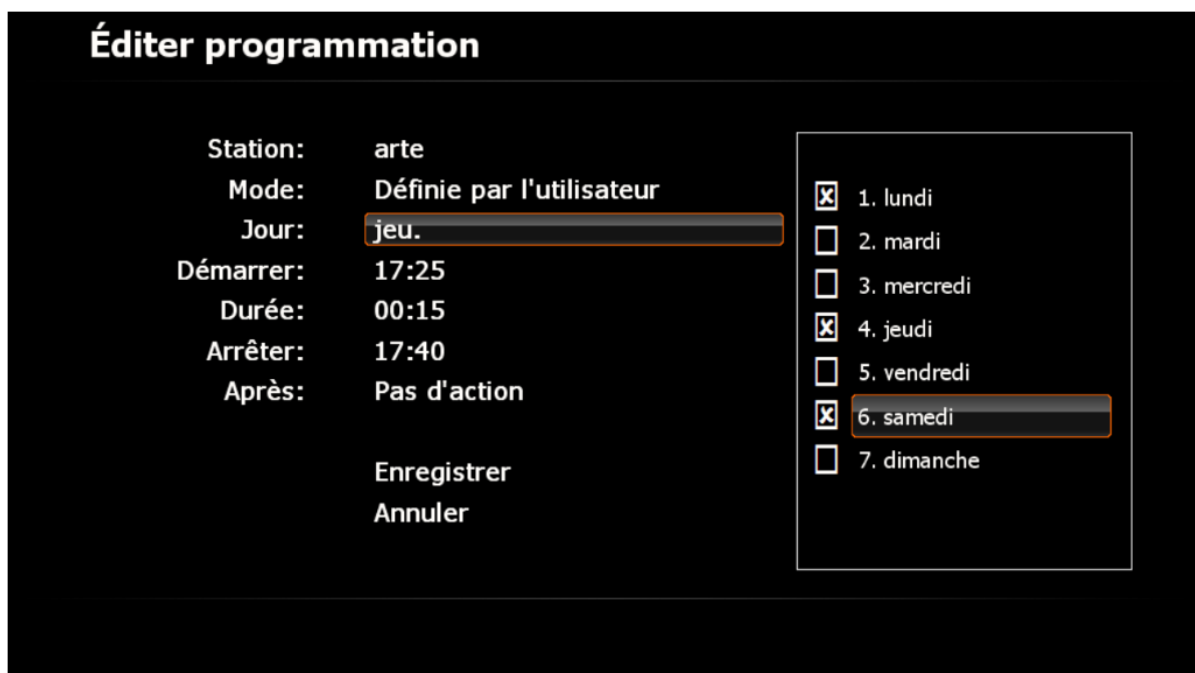 Éditer programmation
Station: arte
Mode: Définie par l'utilisateur
Jour: jeu.
Démarrer: 17:25
Durée: 00:15
Arrêter: 17:40
Après: Pas d'action
Enregistrer
Annuler
1. lundi
2. mardi
3. mercredi
4. jeudi
5. vendredi
6. samedi
7. dimanche